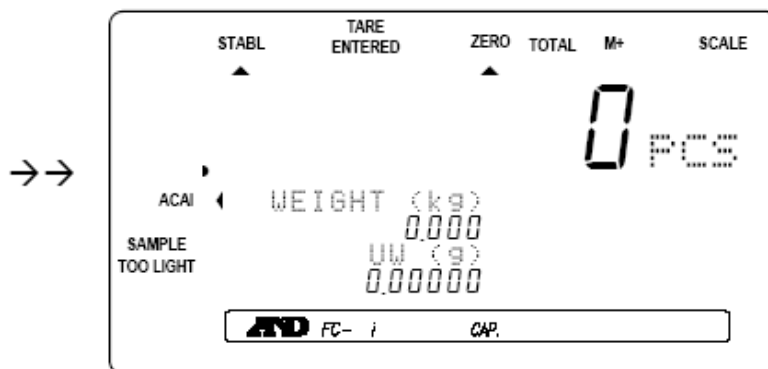 STABL TARE ENTERED ZERO TOTAL M+ SCALE
0 PCS
→→
ACAI WEIGHT (kg)
0.000
SAMPLE TOO LIGHT UW (g)
0.00000
AND FC- i CAP.